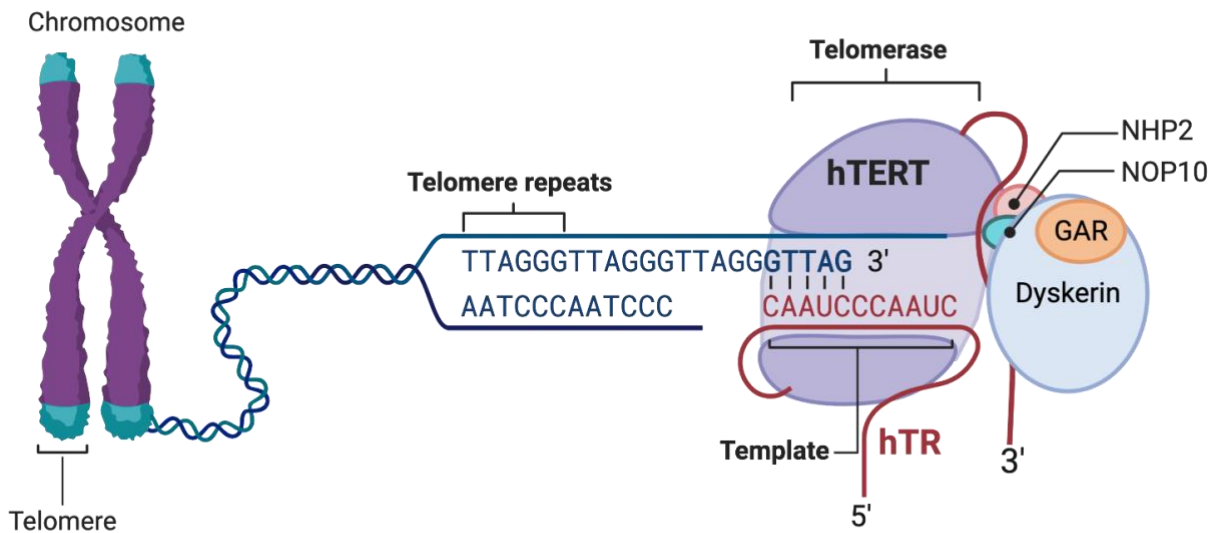 Chromosome
Telomerase
NHP2
hTERT
NOP10
Telomere repeats
GAR
TTAGGGTTAGGGTTAGGGTTAG 3'
Dyskerin
AATCCCAATCCC
CAAUCCCAAUC
Template
hTR
3'
Telomere
5'